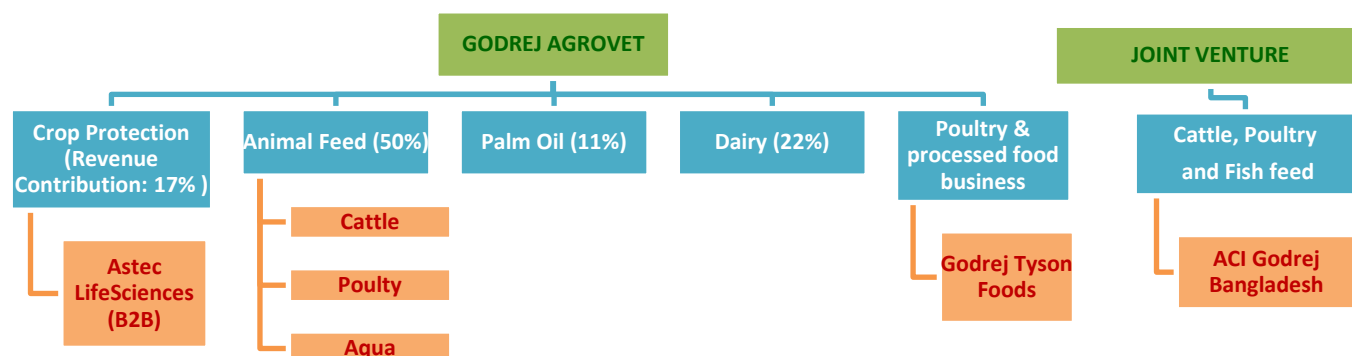 GODREJ AGROVET
JOINT VENTURE
Crop Protection
(Revenue
Contribution: 17% )
Animal Feed (50%)
Palm Oil (11%)
Dairy (22%)
Poultry &
processed food
business
Cattle, Poultry
and Fish feed
Astec
LifeSciences
(B2B)
Cattle
Poulty
Aqua
Godrej Tyson
Foods
ACI Godrej
Bangladesh